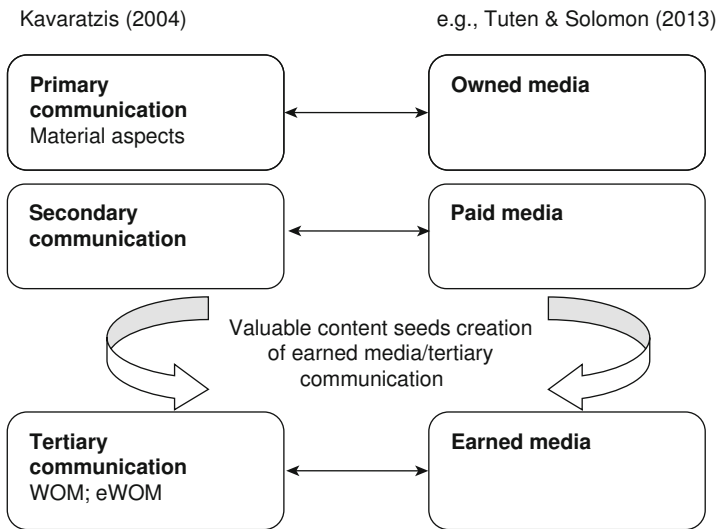 Kavaratzis (2004)
e.g., Tuten & Solomon (2013)
Primary
communication
Material aspects
Owned media
Secondary
communication
Paid media
Valuable content seeds creation
of earned media/tertiary
communication
Tertiary
communication
WOM; eWOM
Earned media